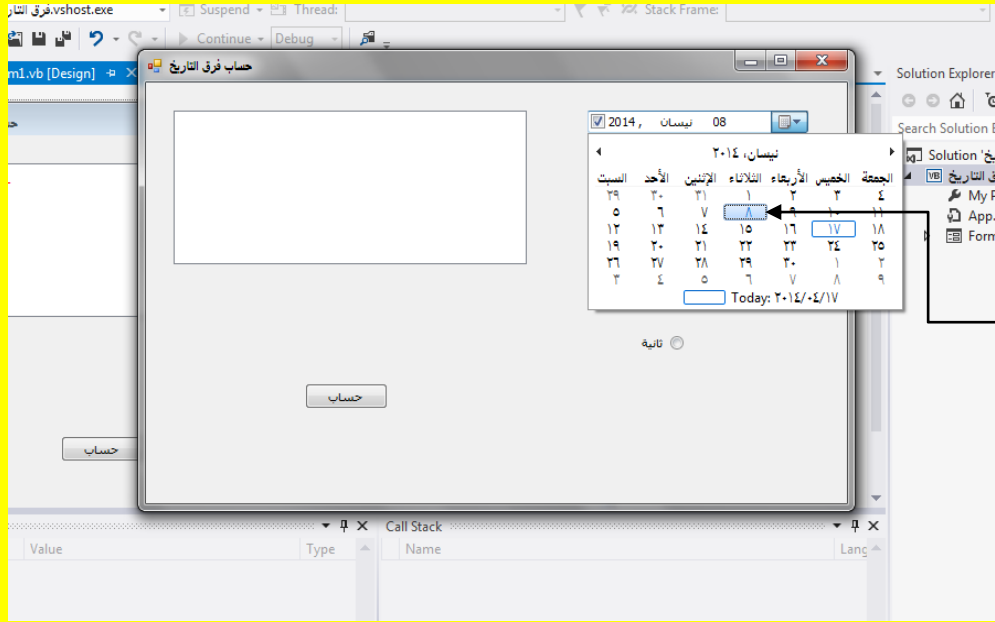 فرق التاريخ.vshost.exe Suspend Thread: Stack Frame:
Continue Debug
m1.vb [Design]
حساب
حساب فرق التاريخ
08 نيسان , 2014
نيسان، ٢٠١٤
السبت الأحد الإثنين الثلاثاء الأربعاء الخميس الجمعة
٢٩ ٣٠ ٣١ ١ ٢ ٣ ٤
٥ ٦ ٧ ٨ ٩ ١٠ ١١
١٢ ١٣ ١٤ ١٥ ١٦ ١٧ ١٨
١٩ ٢٠ ٢١ ٢٢ ٢٣ ٢٤ ٢٥
٢٦ ٢٧ ٢٨ ٢٩ ٣٠ ١ ٢
٣ ٤ ٥ ٦ ٧ ٨ ٩
Today: ٢٠١٤/٠٤/١٧
ثانية
حساب
Solution Explorer
Search Solution E
Solution
التاريخ
My P
App.
Form
Value Type
Call Stack
Name Lang